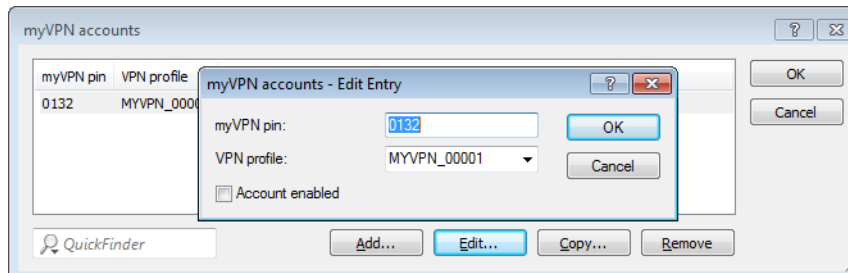 myVPN accounts
myVPN pin VPN profile
0132 MYVPN_0000
OK
Cancel
myVPN accounts - Edit Entry
myVPN pin: 0132
VPN profile: MYVPN_00001
Account enabled
OK
Cancel
QuickFinder
Add... Edit... Copy... Remove